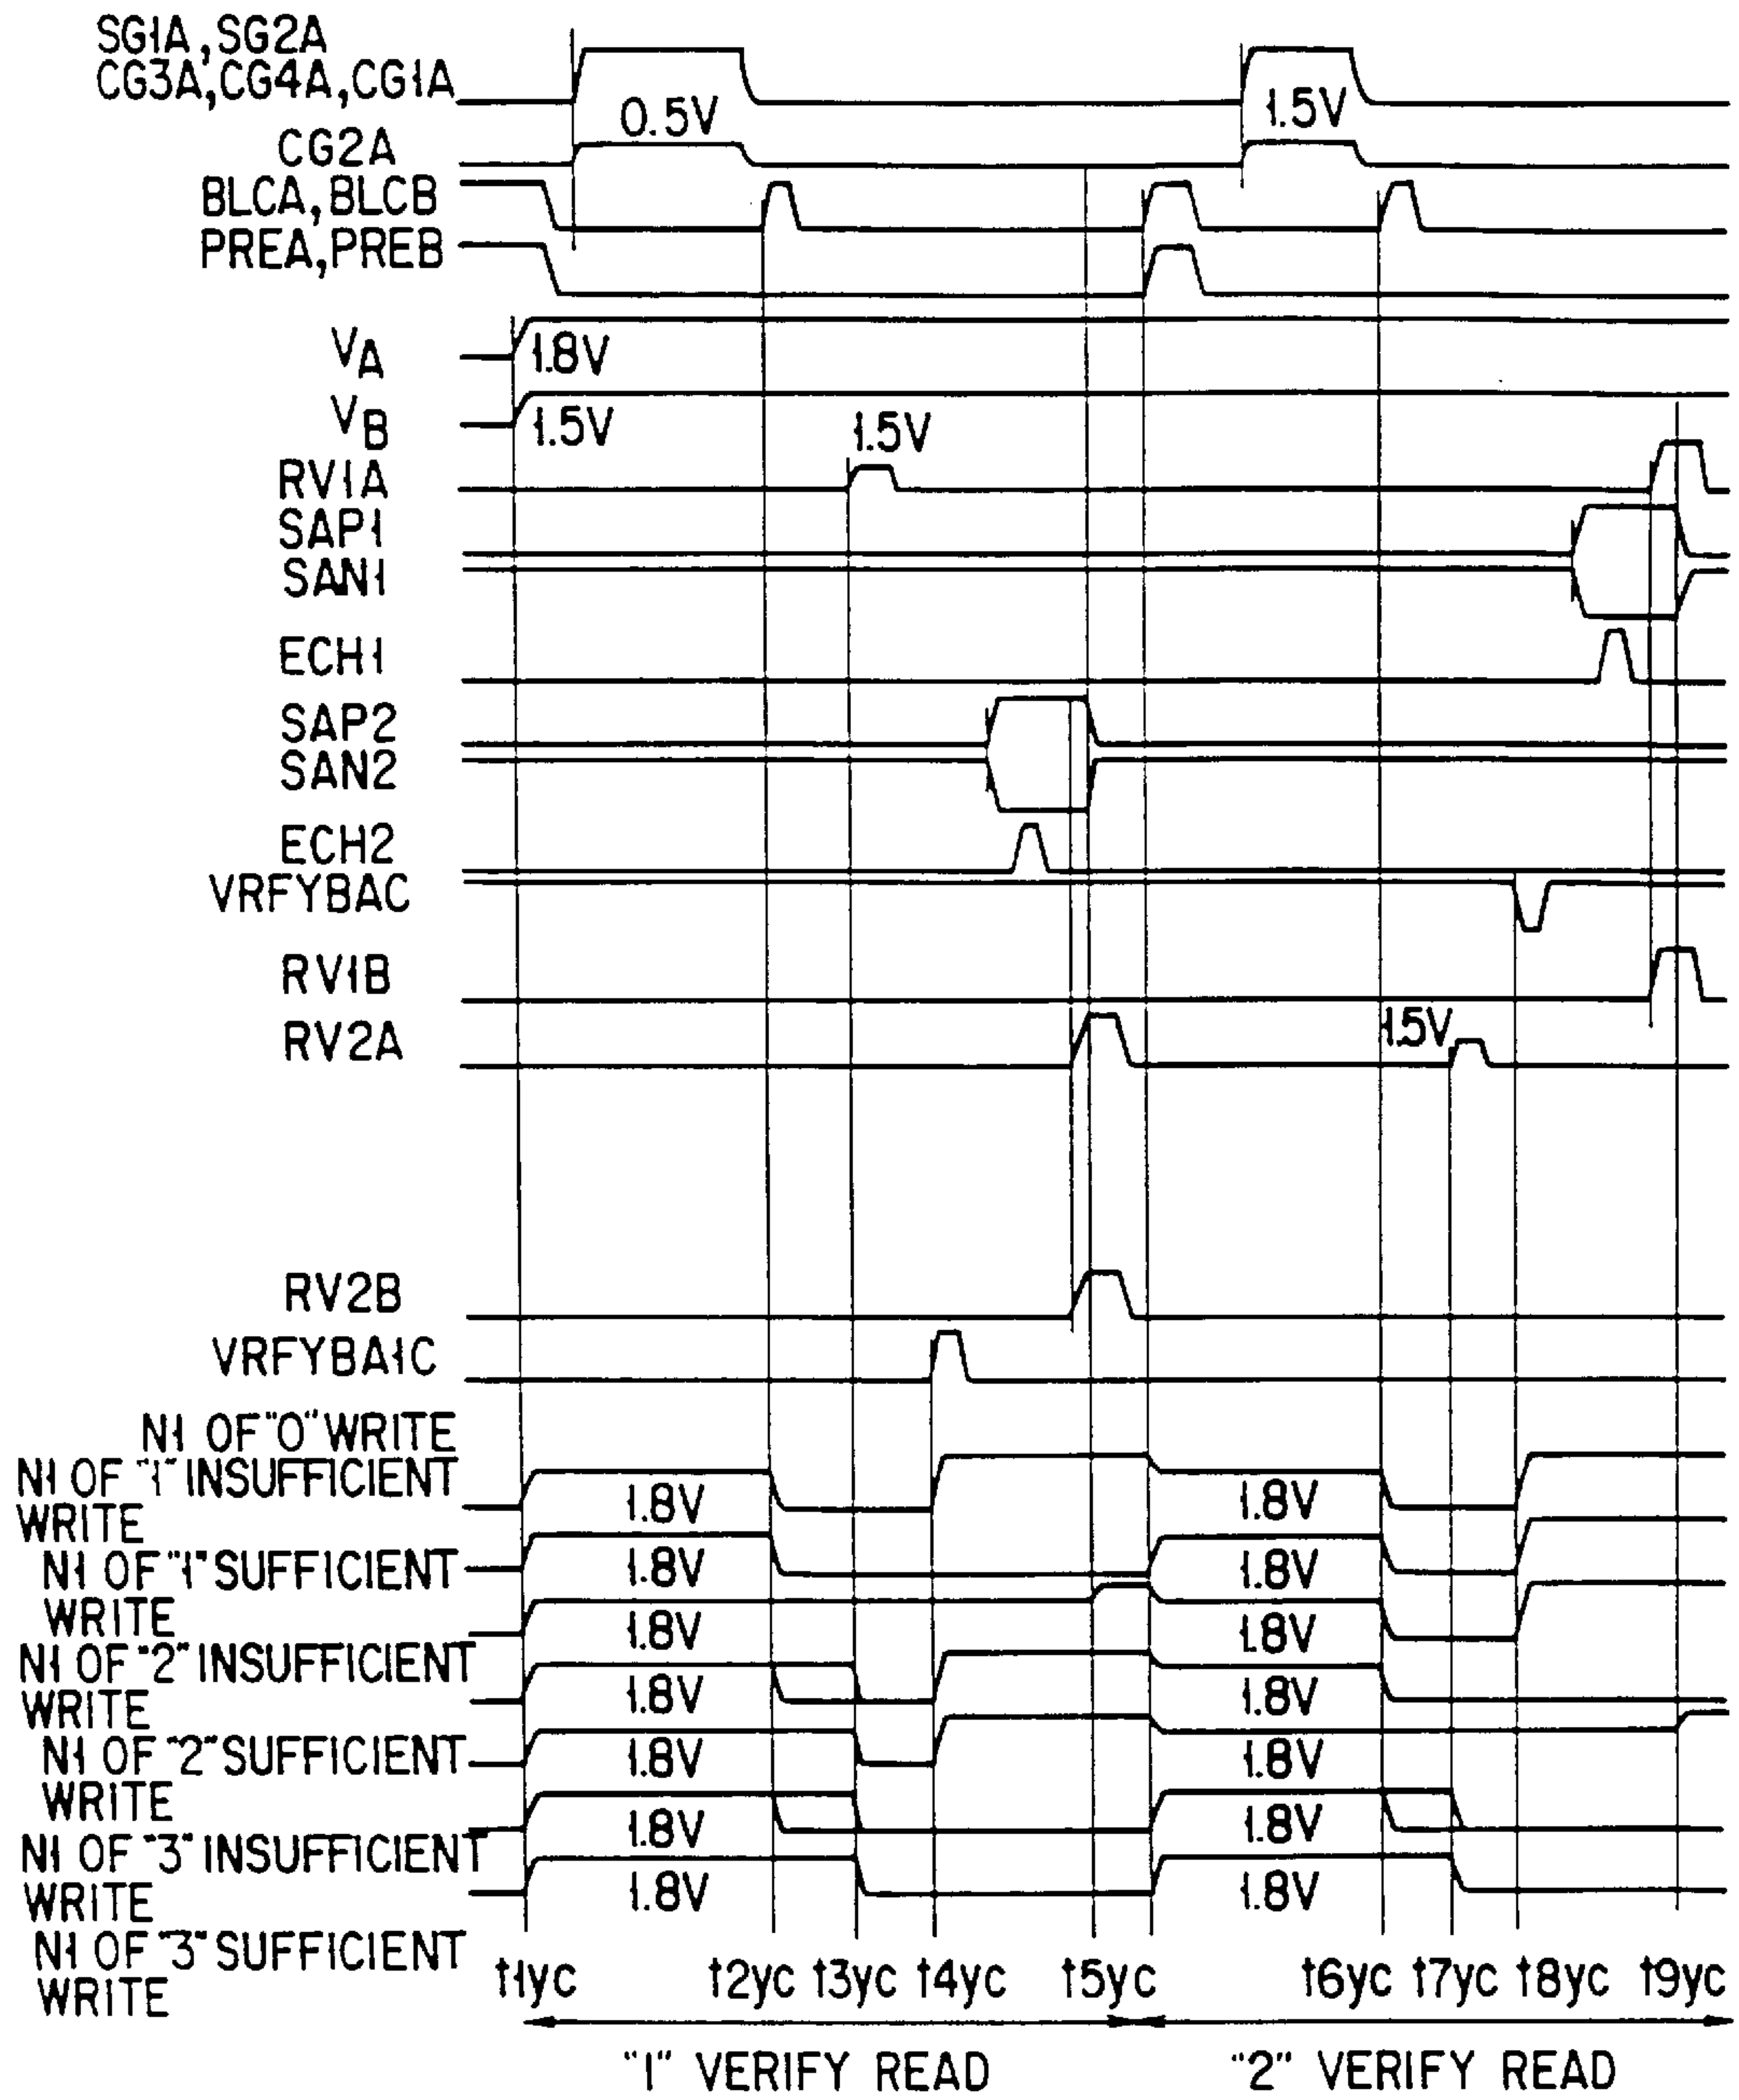 SG1A, SG2A
CG3A, CG4A, CG1A
0.5V
1.5V
CG2A
BLCA, BLCB
PREA, PREB
VA
1.8V
VB
1.5V
1.5V
RV1A
SAP1
SAN1
ECH1
SAP2
SAN2
ECH2
VRFYBAC
RV1B
1.5V
RV2A
RV2B
VRFYBA1C
N1 OF "0" WRITE
N1 OF "1" INSUFFICIENT
WRITE
1.8V
1.8V
N1 OF "1" SUFFICIENT
WRITE
1.8V
1.8V
1.8V
1.8V
N1 OF "2" INSUFFICIENT
WRITE
1.8V
1.8V
N1 OF "2" SUFFICIENT
WRITE
1.8V
1.8V
1.8V
1.8V
N1 OF "3" INSUFFICIENT
WRITE
1.8V
1.8V
N1 OF "3" SUFFICIENT
WRITE
t1yc t2yc t3yc t4yc t5yc t6yc t7yc t8yc t9yc
"1" VERIFY READ "2" VERIFY READ